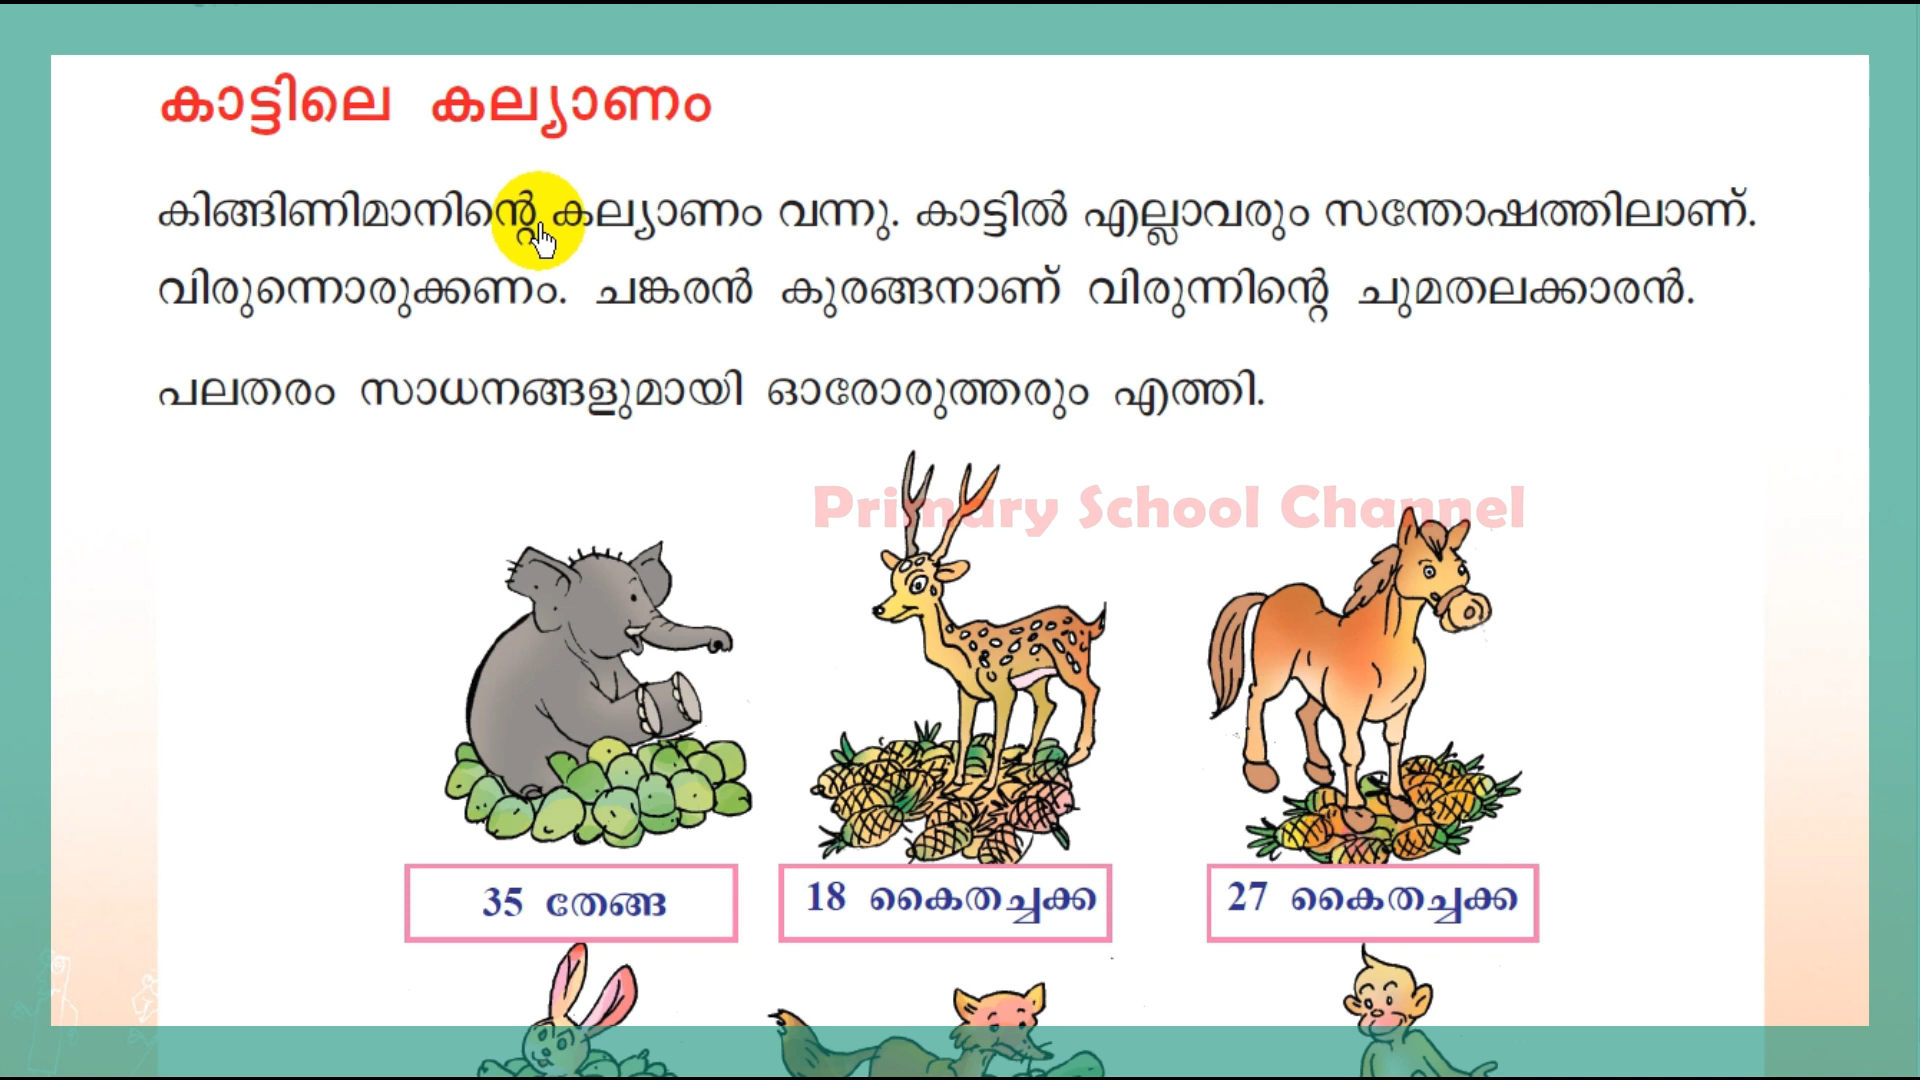 കാട്ടിലെ കല്യാണം
കിങ്ങിണിമാനിന്റെ കല്യാണം വന്നു. കാട്ടിൽ എല്ലാവരും സന്തോഷത്തിലാണ്.
വിരുന്നൊരുക്കണം. ചങ്കരൻ കുരങ്ങനാണ് വിരുന്നിന്റെ ചുമതലക്കാരൻ.
പലതരം സാധനങ്ങളുമായി ഓരോരുത്തരും എത്തി.
Primary School Channel
35 തേങ്ങ
18 കൈതച്ചക്ക
27 കൈതച്ചക്ക